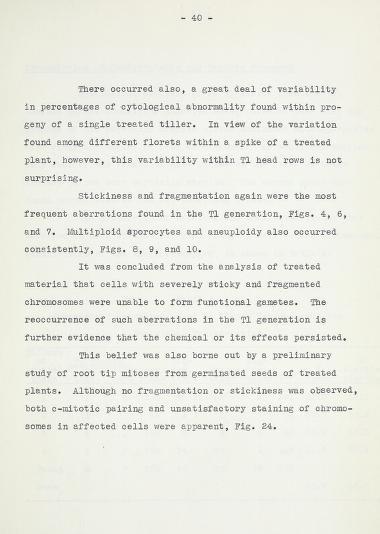 - 40 -
There occurred also, a great deal of variability
in percentages of cytological abnormality found within pro-
geny of a single treated tiller. In view of the variation
found among different florets within a spike of a treated
plant, however, this variability within T1 head rows is not
surprising.
Stickiness and fragmentation again were the most
frequent aberrations found in the T1 generation, Figs. 4, 6,
and 7. Multiploid sporocytes and aneuploidy also occurred
consistently, Figs. 8, 9, and 10.
It was concluded from the analysis of treated
material that cells with severely sticky and fragmented
chromosomes were unable to form functional gametes. The
reoccurrence of such aberrations in the T1 generation is
further evidence that the chemical or its effects persisted.
This belief was also borne out by a preliminary
study of root tip mitoses from germinated seeds of treated
plants. Although no fragmentation or stickiness was observed,
both c-mitotic pairing and unsatisfactory staining of chromo-
somes in affected cells were apparent, Fig. 24.